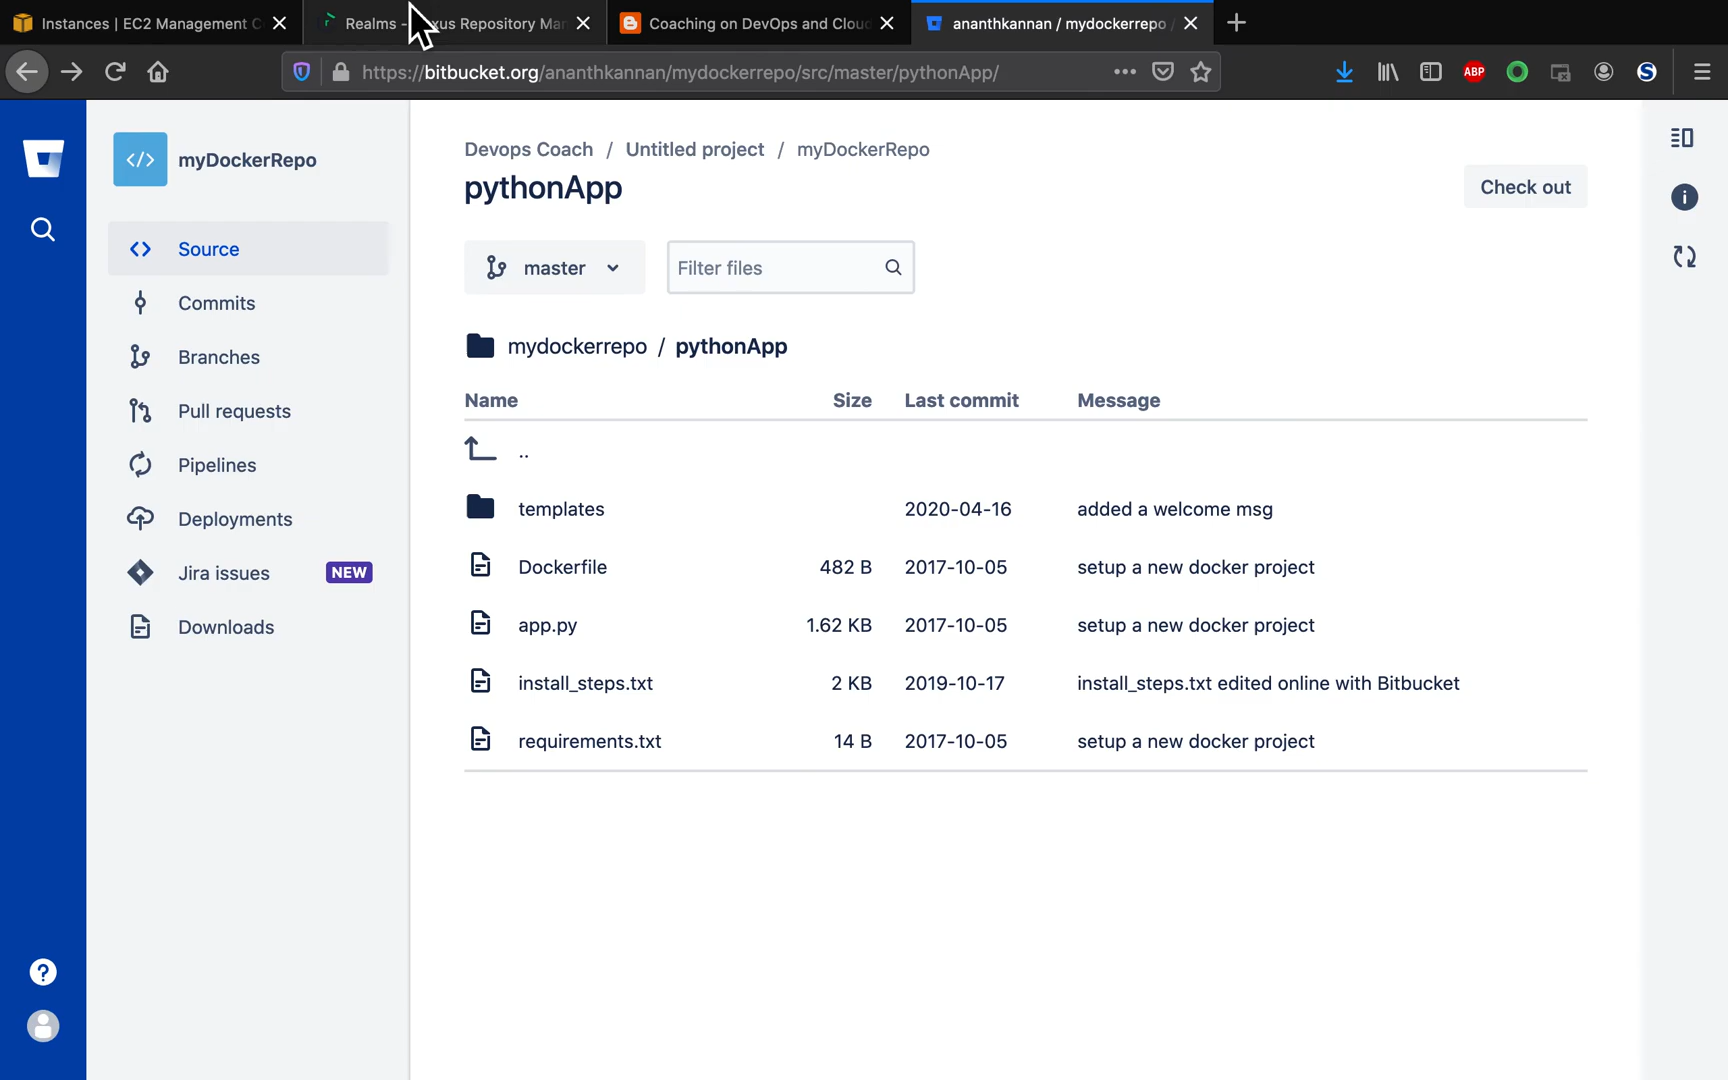 Instances | EC2 Management C
Realms - xus Repository Man
Coaching on DevOps and Cloud
ananthkannan / mydockerrepo /
https://bitbucket.org/ananthkannan/mydockerrepo/src/master/pythonApp/
ABP
S
myDockerRepo
Source
Commits
Branches
Pull requests
Pipelines
Deployments
Jira issues NEW
Downloads
Devops Coach / Untitled project / myDockerRepo
pythonApp
Check out
master
Filter files
mydockerrepo / pythonApp
Name Size Last commit Message
..
templates 2020-04-16 added a welcome msg
Dockerfile 482 B 2017-10-05 setup a new docker project
app.py 1.62 KB 2017-10-05 setup a new docker project
install_steps.txt 2 KB 2019-10-17 install_steps.txt edited online with Bitbucket
requirements.txt 14 B 2017-10-05 setup a new docker project